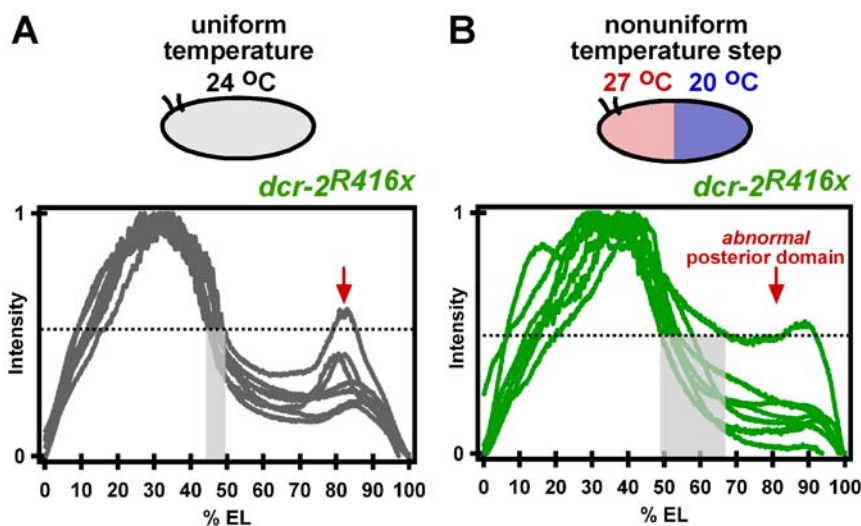 A
uniform
temperature
24 °C
dcr-2R416x
1
Intensity
0
0 10 20 30 40 50 60 70 80 90 100
% EL
B
nonuniform
temperature step
27 °C 20 °C
dcr-2R416x
1
abnormal
posterior domain
Intensity
0
0 10 20 30 40 50 60 70 80 90 100
% EL